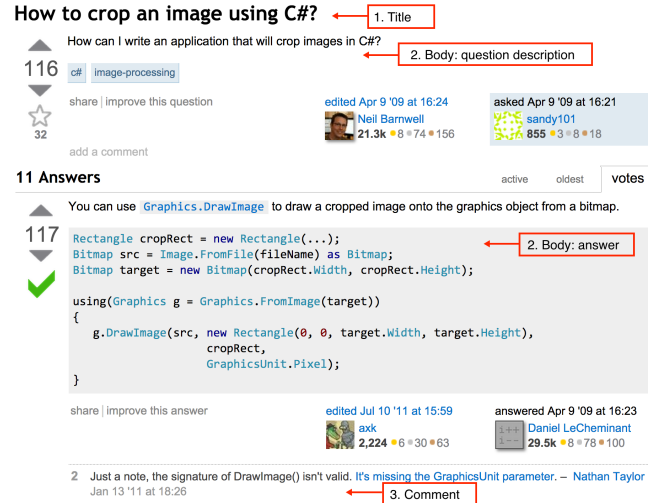 How to crop an image using C#?
1. Title
How can I write an application that will crop images in C#?
2. Body: question description
116
c# image-processing
share | improve this question
edited Apr 9 '09 at 16:24
asked Apr 9 '09 at 16:21
Neil Barnwell
sandy101
32
21.3k ●8 ●74 ●156
855 ●3 ●8 ●18
add a comment
11 Answers
active oldest votes
You can use Graphics.DrawImage to draw a cropped image onto the graphics object from a bitmap.
117
Rectangle cropRect = new Rectangle(...);
2. Body: answer
Bitmap src = Image.FromFile(fileName) as Bitmap;
Bitmap target = new Bitmap(cropRect.Width, cropRect.Height);
using(Graphics g = Graphics.FromImage(target))
{
g.DrawImage(src, new Rectangle(0, 0, target.Width, target.Height),
cropRect,
GraphicsUnit.Pixel);
}
share | improve this answer
edited Jul 10 '11 at 15:59
answered Apr 9 '09 at 16:23
axk
i++
i--
Daniel LeCheminant
2,224 ●6 ●30 ●63
29.5k ●8 ●78 ●100
2 Just a note, the signature of DrawImage() isn't valid. It's missing the GraphicsUnit parameter. – Nathan Taylor
Jan 13 '11 at 18:26
3. Comment